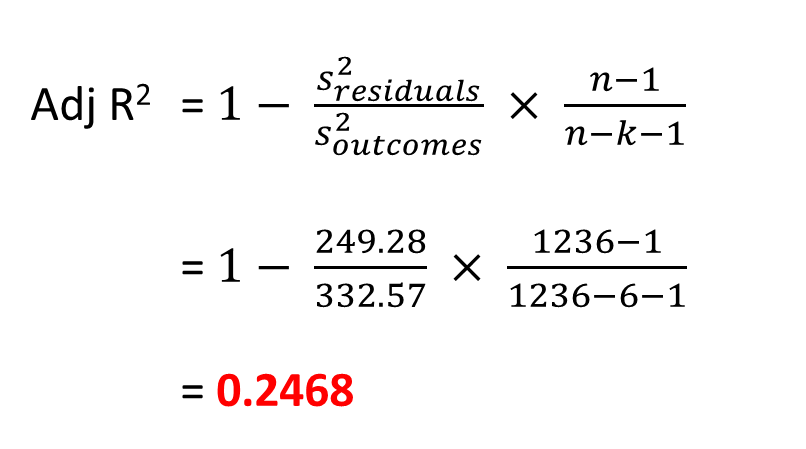 Adj R² = 1 − s²residuals / s²outcomes × n−1 / n−k−1
= 1 − 249.28 / 332.57 × 1236−1 / 1236−6−1
= 0.2468